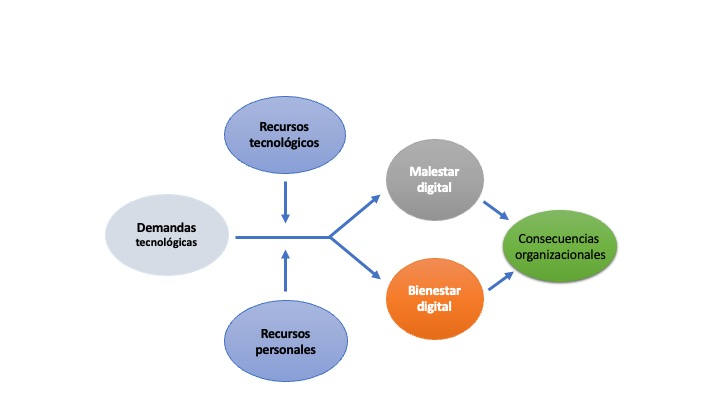 Recursos
tecnológicos
Malestar
digital
Demandas
tecnológicas
Consecuencias
organizacionales
Bienestar
digital
Recursos
personales